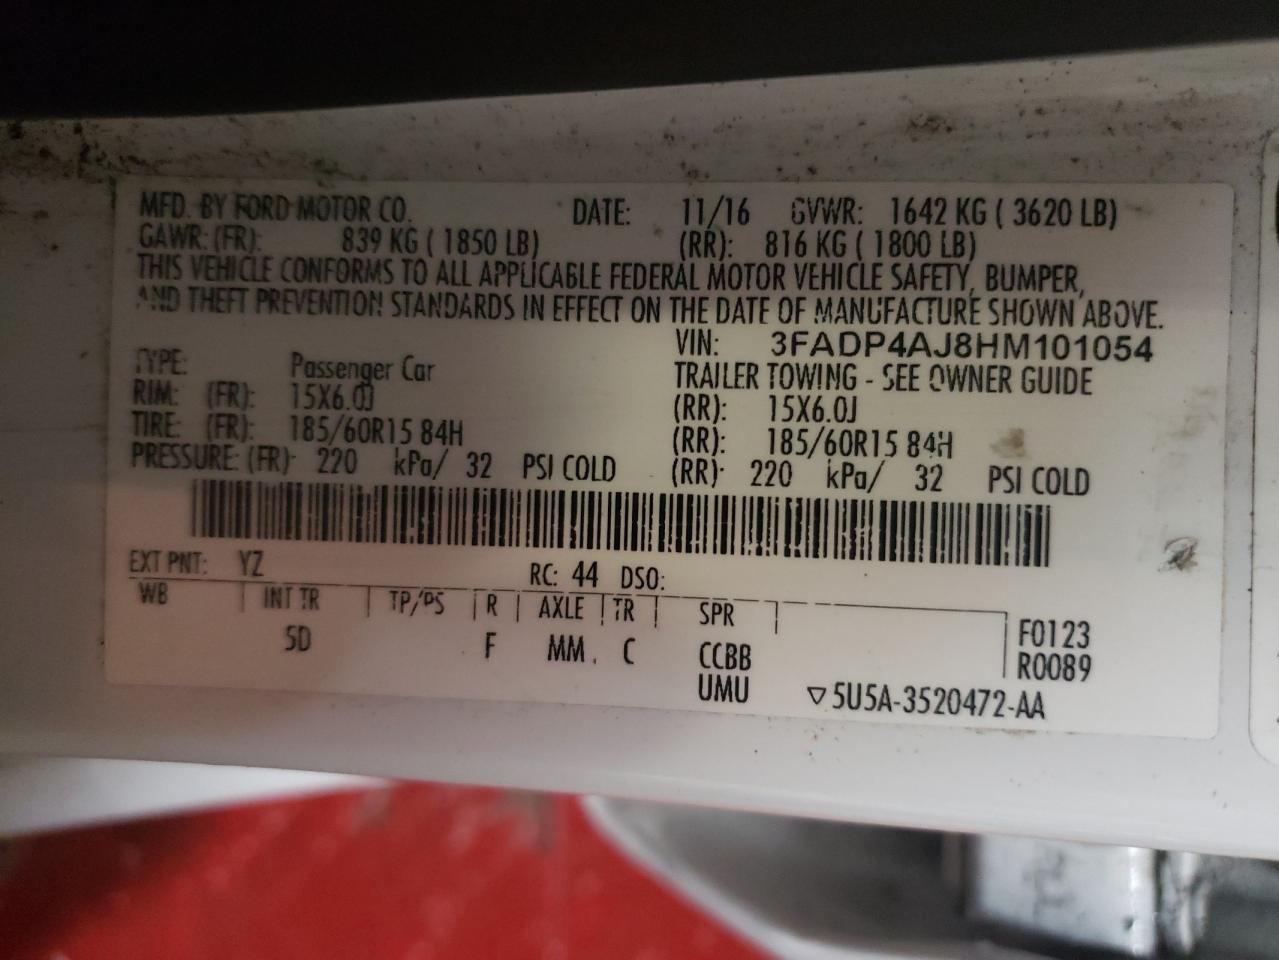 MFD. BY FORD MOTOR CO. DATE: 11/16 GVWR: 1642 KG ( 3620 LB)
GAWR: (FR): 839 KG ( 1850 LB) (RR): 816 KG ( 1800 LB)
THIS VEHICLE CONFORMS TO ALL APPLICABLE FEDERAL MOTOR VEHICLE SAFETY, BUMPER,
AND THEFT PREVENTION STANDARDS IN EFFECT ON THE DATE OF MANUFACTURE SHOWN ABOVE.
VIN: 3FADP4AJ8HM101054
TYPE: Passenger Car TRAILER TOWING - SEE OWNER GUIDE
RIM: (FR): 15X6.0J (RR): 15X6.0J
TIRE: (FR): 185/60R15 84H (RR): 185/60R15 84H
PRESSURE: (FR): 220 kPa/ 32 PSI COLD (RR): 220 kPa/ 32 PSI COLD
EXT PNT: YZ RC: 44 DSO:
WB INT TR TP/PS R AXLE TR SPR
5D F MM C CCBB F0123
UMU R0089
▽5U5A-3520472-AA